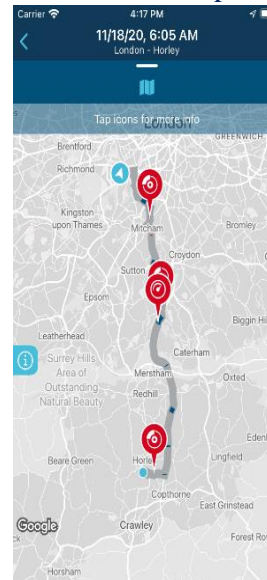 Carrier 4:17 PM
11/18/20, 6:05 AM
London - Horley
Tap icons for more info
London
GREENWICH
Brentford
Richmond
Kingston
upon Thames
Mitcham
Bromley
Croydon
Sutton
Epsom
Biggin Hi
Leatherhead
Caterham
Surrey Hills
Area of
Outstanding
Natural Beauty
Merstham
Oxted
Redhill
Eden
Beare Green
Horley
Lingfield
Copthorne
East Grinstead
Google
Crawley
Forest Ro
Horsham